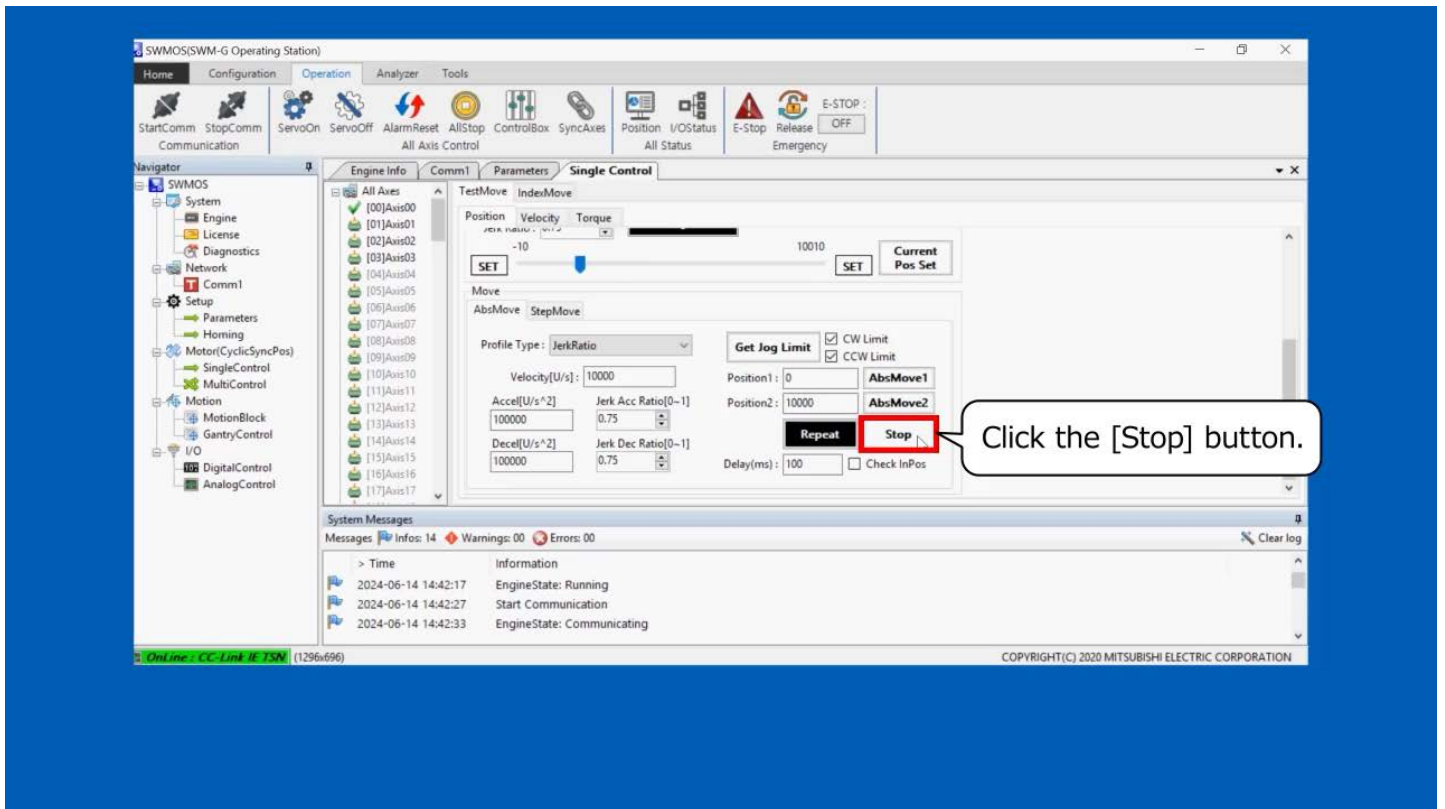 SWMOS(SWM-G Operating Station)
Home Configuration Operation Analyzer Tools
StartComm StopComm ServoOn ServoOff AlarmReset AllStop ControlBox SyncAxes Position I/OStatus E-Stop Release E-STOP : OFF
Communication All Axis Control All Status Emergency
Navigator
SWMOS
System
Engine
License
Diagnostics
Network
Comm1
Setup
Parameters
Homing
Motor(CyclicSyncPos)
SingleControl
MultiControl
Motion
MotionBlock
GantryControl
I/O
DigitalControl
AnalogControl
Engine Info Comm1 Parameters Single Control
All Axes
[00]Axis00
[01]Axis01
[02]Axis02
[03]Axis03
[04]Axis04
[05]Axis05
[06]Axis06
[07]Axis07
[08]Axis08
[09]Axis09
[10]Axis10
[11]Axis11
[12]Axis12
[13]Axis13
[14]Axis14
[15]Axis15
[16]Axis16
[17]Axis17
TestMove IndexMove
Position Velocity Torque
Jerk Ratio : 0.75
-10 10010
SET SET Current Pos Set
Move
AbsMove StepMove
Profile Type : JerkRatio
Get Jog Limit CW Limit
CCW Limit
Velocity[U/s] : 10000
Position1 : 0 AbsMove1
Accel[U/s^2] Jerk Acc Ratio[0~1]
Position2 : 10000 AbsMove2
100000 0.75
Repeat Stop
Decel[U/s^2] Jerk Dec Ratio[0~1]
100000 0.75
Delay(ms) : 100 Check InPos
Click the [Stop] button.
System Messages
Messages Infos: 14 Warnings: 00 Errors: 00 Clear log
> Time Information
2024-06-14 14:42:17 EngineState: Running
2024-06-14 14:42:27 Start Communication
2024-06-14 14:42:33 EngineState: Communicating
OnLine : CC-Link IE TSN (1296x696) COPYRIGHT(C) 2020 MITSUBISHI ELECTRIC CORPORATION